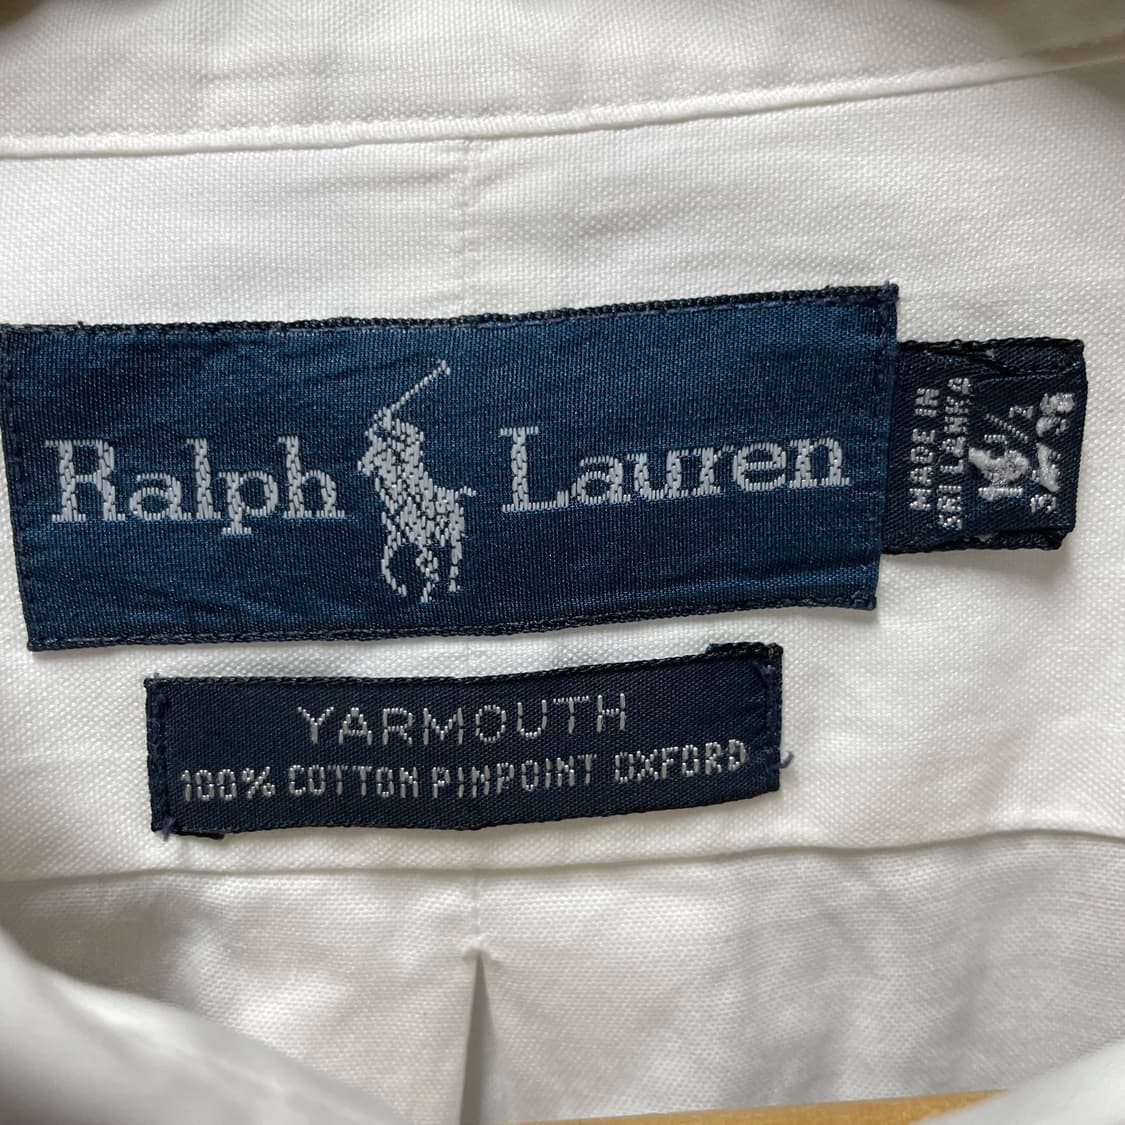 Ralph Lauren
MADE IN
SRI LANKA
YARMOUTH
100% COTTON PINPOINT OXFORD